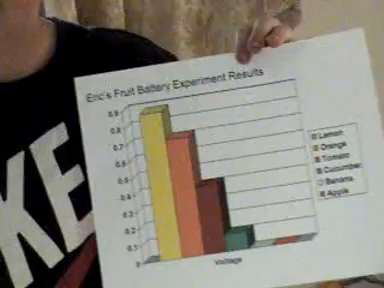 Eric's Fruit Battery Experiment Results
0.9
0.8
0.7
0.6
0.5
0.4
0.3
0.2
0.1
0
Voltage
Lemon
Orange
Tomato
Cucumber
Banana
Apple
KE